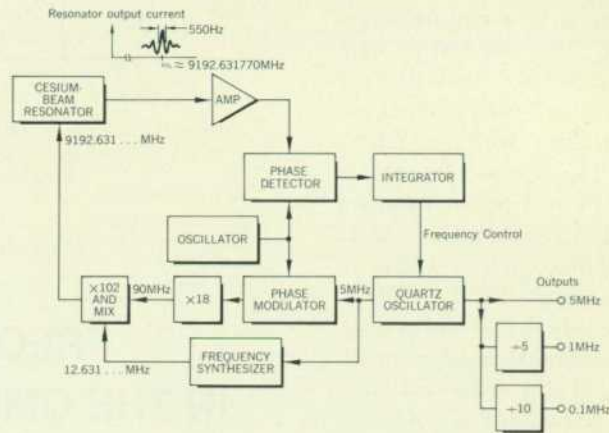 Resonator output current
550Hz
≈ 9192.631770MHz
CESIUM-
BEAM
RESONATOR
AMP
9192.631 . . . MHz
PHASE
DETECTOR
INTEGRATOR
OSCILLATOR
Frequency Control
×102
AND
MIX
90MHz
×18
PHASE
MODULATOR
5MHz
QUARTZ
OSCILLATOR
Outputs
5MHz
÷5
1MHz
12.631 . . . MHz
FREQUENCY
SYNTHESIZER
÷10
0.1MHz